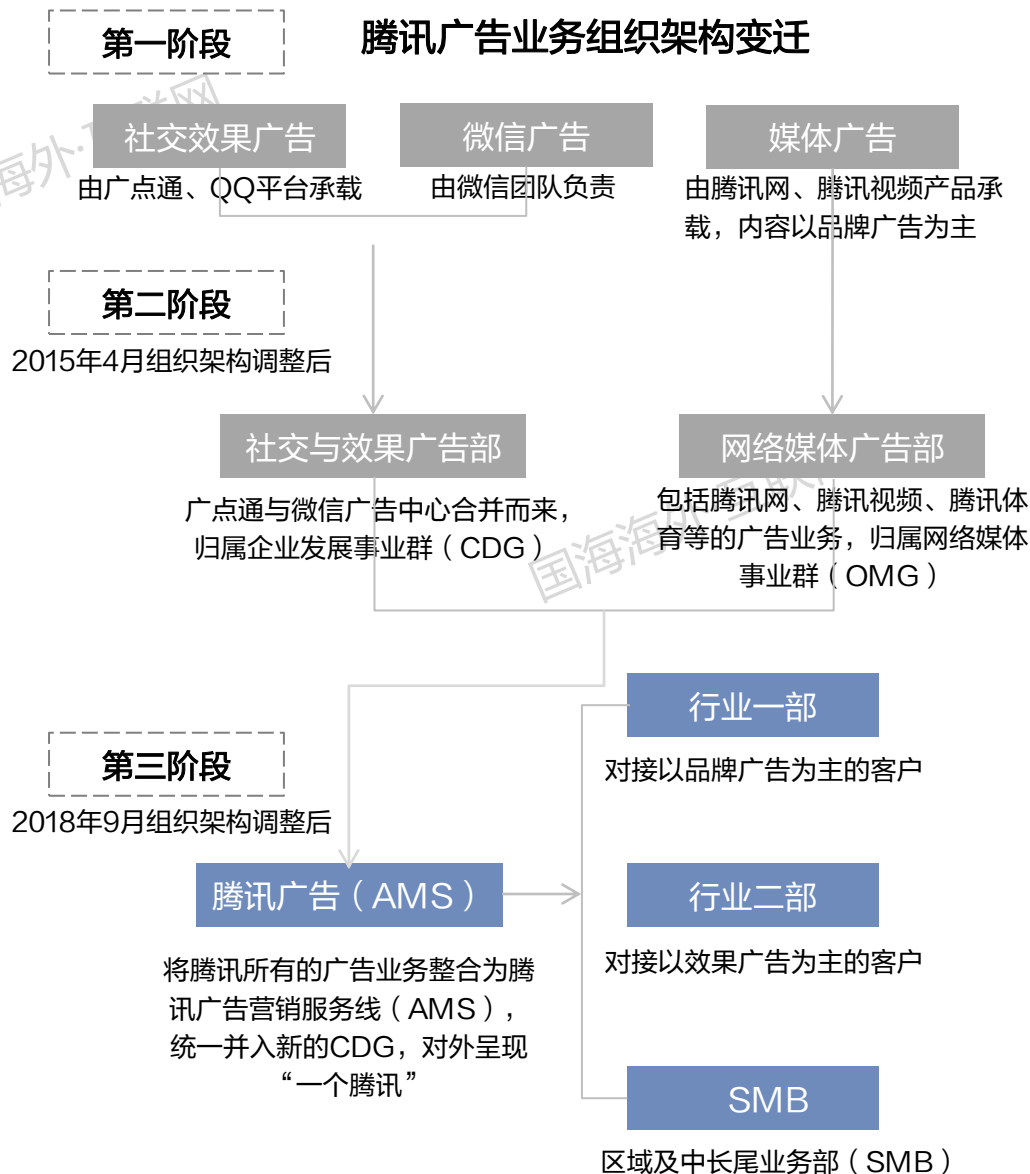 第一阶段
腾讯广告业务组织架构变迁
社交效果广告
微信广告
媒体广告
由广点通、QQ平台承载
由微信团队负责
由腾讯网、腾讯视频产品承
载，内容以品牌广告为主
第二阶段
2015年4月组织架构调整后
社交与效果广告部
网络媒体广告部
广点通与微信广告中心合并而来，
归属企业发展事业群（CDG）
包括腾讯网、腾讯视频、腾讯体
育等的广告业务，归属网络媒体
事业群（OMG）
国海海外·互联
行业一部
对接以品牌广告为主的客户
第三阶段
2018年9月组织架构调整后
腾讯广告（AMS）
行业二部
将腾讯所有的广告业务整合为腾
讯广告营销服务线（AMS），
统一并入新的CDG，对外呈现
“一个腾讯”
对接以效果广告为主的客户
SMB
区域及中长尾业务部（SMB）